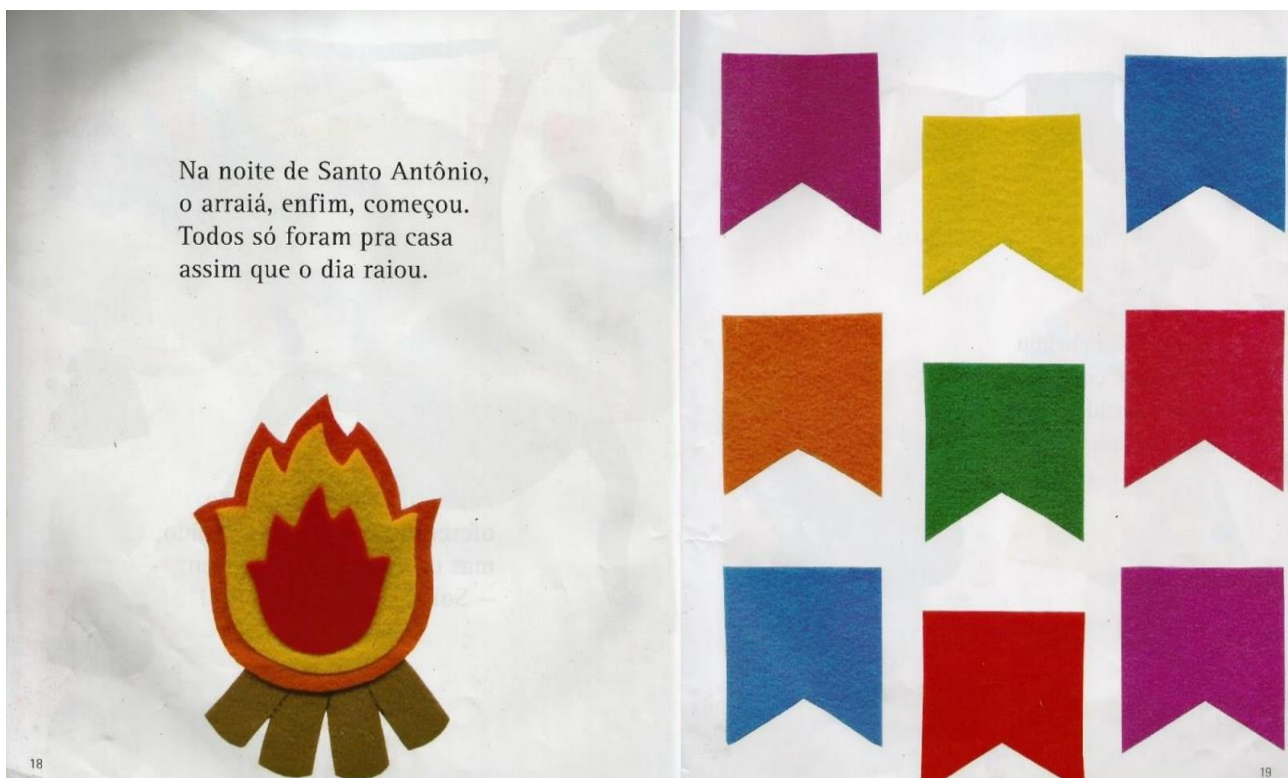 Na noite de Santo Antônio,
o arraiá, enfim, começou.
Todos só foram pra casa
assim que o dia raiou.
18
19